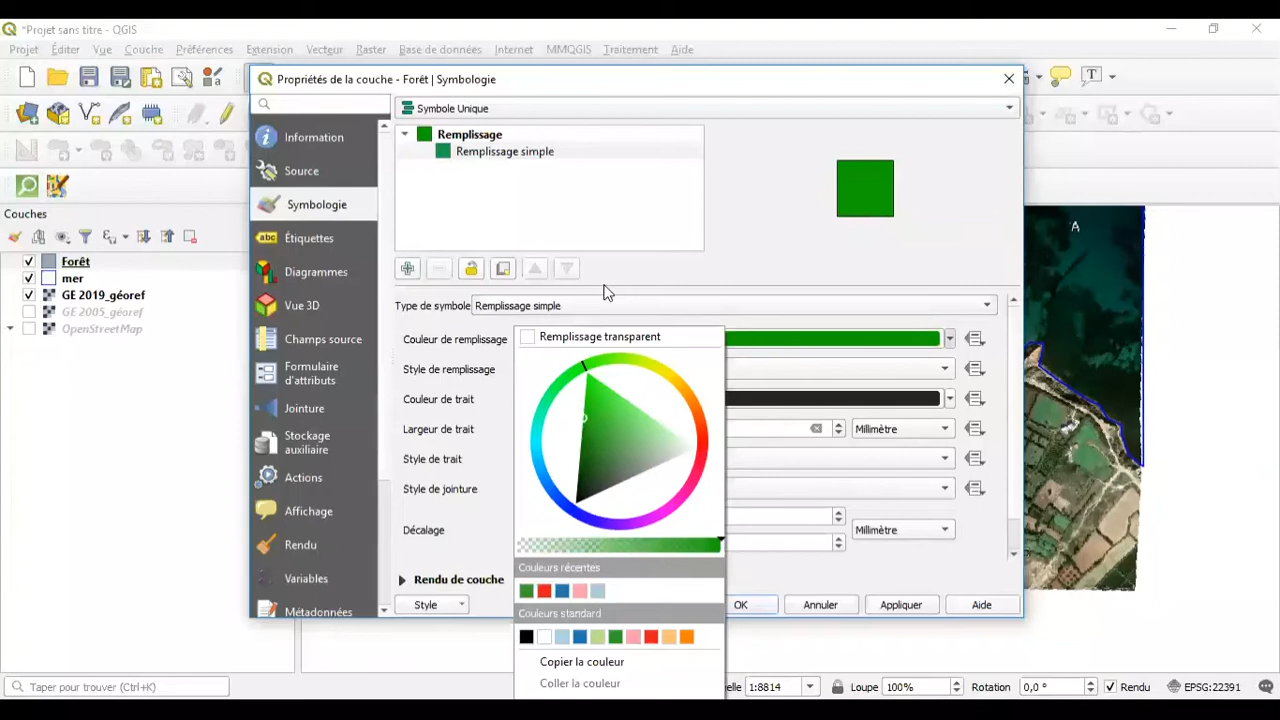 *Projet sans titre - QGIS
Projet Éditer Vue Couche Préférences Extension Vecteur Raster Base de données Internet MMQGIS Traitement Aide
Propriétés de la couche - Forêt | Symbologie
Symbole Unique
Information
Source
Symbologie
abc Étiquettes
Diagrammes
Vue 3D
Champs source
Formulaire
d'attributs
Jointure
Stockage
auxiliaire
Actions
Affichage
Rendu
Variables
Métadonnées
Remplissage
Remplissage simple
Type de symbole Remplissage simple
Couleur de remplissage
Style de remplissage
Couleur de trait
Largeur de trait Millimètre
Style de trait
Style de jointure
Décalage Millimètre
Rendu de couche
Style OK Annuler Appliquer Aide
Remplissage transparent
Couleurs récentes
Couleurs standard
Copier la couleur
Coller la couleur
Couches
Forêt
mer
GE 2019_géoref
GE 2005_géoref
OpenStreetMap
A
T
Taper pour trouver (Ctrl+K) elle 1:8814 Loupe 100% Rotation 0,0 ° Rendu EPSG:22391